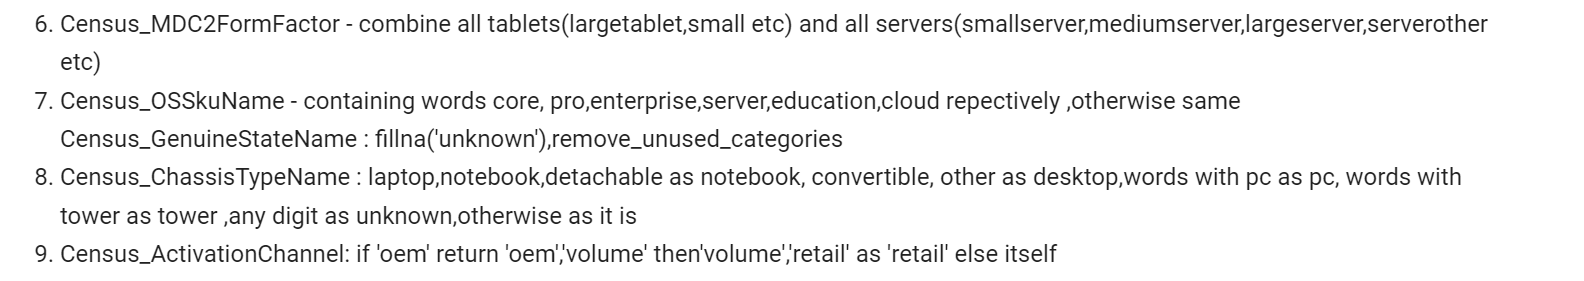 6. Census_MDC2FormFactor - combine all tablets(largetablet,small etc) and all servers(smallserver,mediumserver,largeserver,serverother
etc)
7. Census_OSSkuName - containing words core, pro,enterprise,server,education,cloud repectively ,otherwise same
Census_GenuineStateName : fillna('unknown'),remove_unused_categories
8. Census_ChassisTypeName : laptop,notebook,detachable as notebook, convertible, other as desktop,words with pc as pc, words with
tower as tower ,any digit as unknown,otherwise as it is
9. Census_ActivationChannel: if 'oem' return 'oem','volume' then'volume','retail' as 'retail' else itself